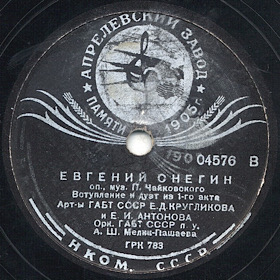 АПРЕЛЕВСКИЙ ЗАВОД
ПАМЯТИ 1905 г.
90 04576 В
ЕВГЕНИЙ ОНЕГИН
оп., муз. П. Чайковского
Вступление и дуэт из 1-го акта
Арт-ы ГАБТ СССР Е.Д. КРУГЛИКОВА
и Е. И. АНТОНОВА
Орк. ГАБТ СССР п. у.
А. Ш. Мелик-Пашаева
ГРК 783
НКОМ. СССР